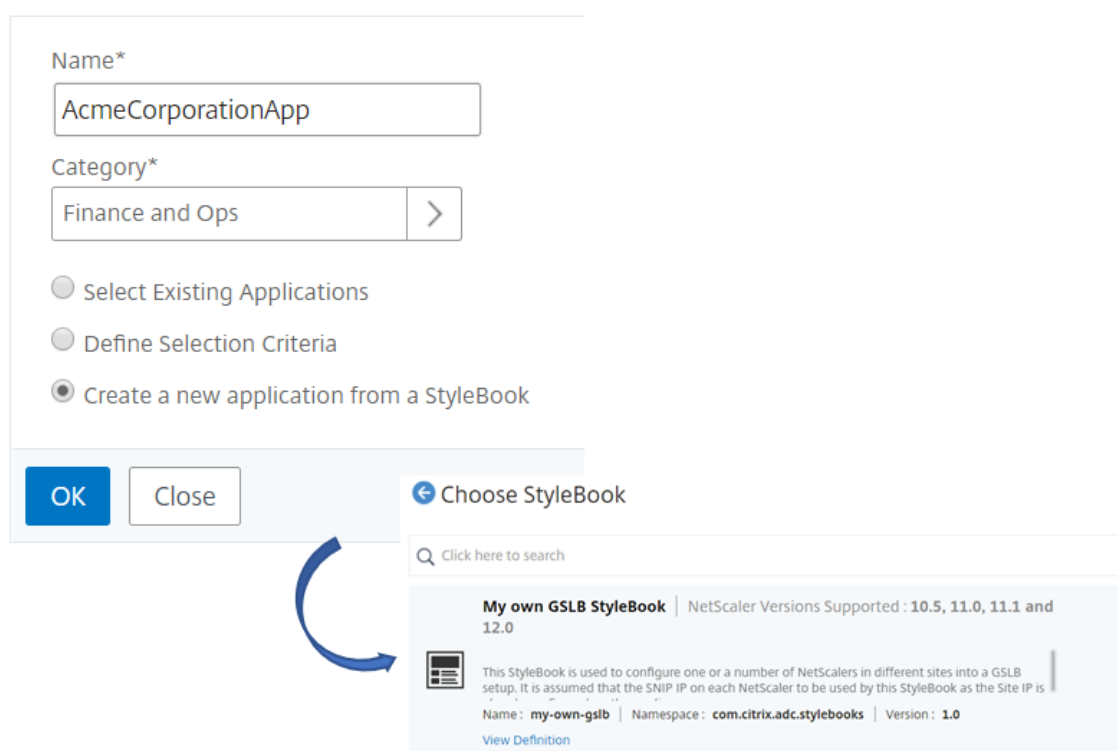 Name*
AcmeCorporationApp
Category*
Finance and Ops
Select Existing Applications
Define Selection Criteria
Create a new application from a StyleBook
OK Close
Choose StyleBook
Click here to search
My own GSLB StyleBook | NetScaler Versions Supported : 10.5, 11.0, 11.1 and
12.0
This StyleBook is used to configure one or a number of NetScalers in different sites into a GSLB
setup. It is assumed that the SNIP IP on each NetScaler to be used by this StyleBook as the Site IP is
Name : my-own-gslb | Namespace : com.citrix.adc.stylebooks | Version : 1.0
View Definition